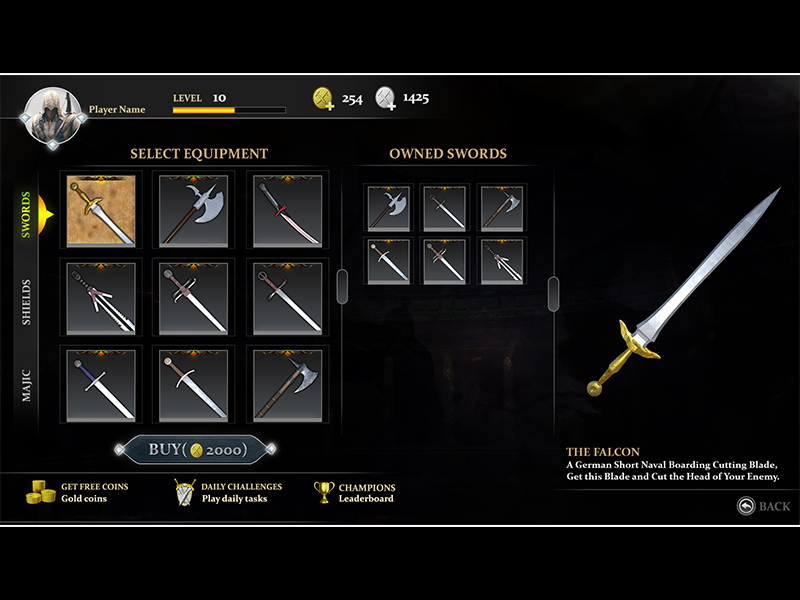 Player Name
LEVEL 10
254
1425
SELECT EQUIPMENT
OWNED SWORDS
SWORDS
SHIELDS
MAJIC
BUY( 2000)
THE FALCON
A German Short Naval Boarding Cutting Blade,
Get this Blade and Cut the Head of Your Enemy.
GET FREE COINS
Gold coins
DAILY CHALLENGES
Play daily tasks
CHAMPIONS
Leaderboard
BACK